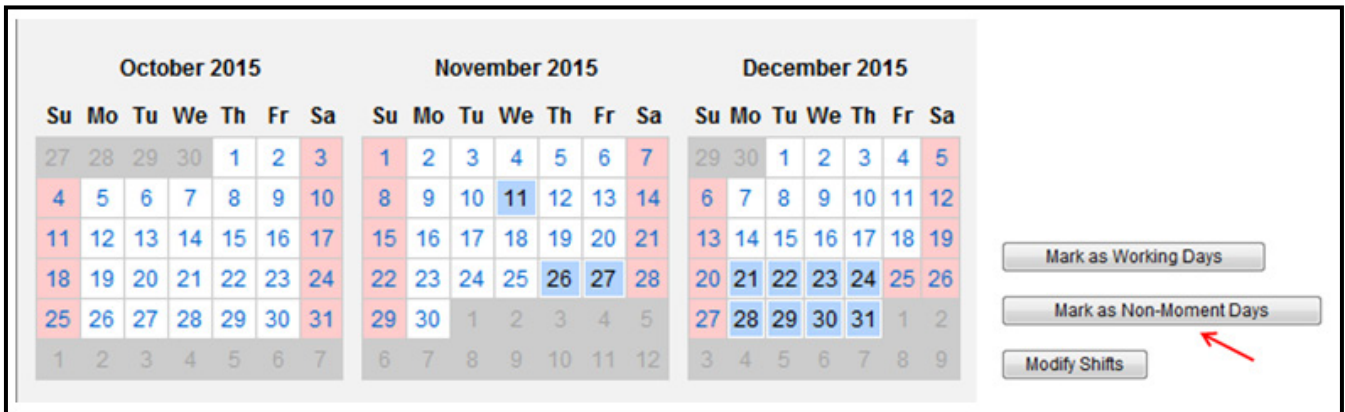 October 2015 November 2015 December 2015
Su Mo Tu We Th Fr Sa Su Mo Tu We Th Fr Sa Su Mo Tu We Th Fr Sa
27 28 29 30 1 2 3 1 2 3 4 5 6 7 29 30 1 2 3 4 5
4 5 6 7 8 9 10 8 9 10 11 12 13 14 6 7 8 9 10 11 12
11 12 13 14 15 16 17 15 16 17 18 19 20 21 13 14 15 16 17 18 19
Mark as Working Days
18 19 20 21 22 23 24 22 23 24 25 26 27 28 20 21 22 23 24 25 26
Mark as Non-Moment Days
25 26 27 28 29 30 31 29 30 1 2 3 4 5 27 28 29 30 31 1 2
1 2 3 4 5 6 7 6 7 8 9 10 11 12 3 4 5 6 7 8 9
Modify Shifts